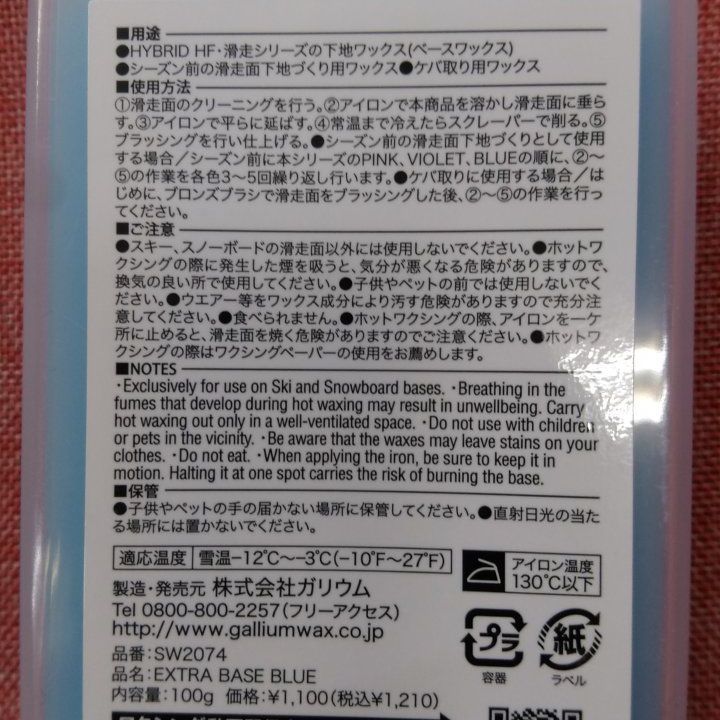 ■用途
●HYBRID HF・滑走シリーズの下地ワックス(ベースワックス)
●シーズン前の滑走面下地づくり用ワックス●ケバ取り用ワックス
■使用方法
①滑走面のクリーニングを行う。②アイロンで本商品を溶かし滑走面に垂ら
す。③アイロンで平らに延ばす。④常温まで冷えたらスクレーパーで削る。⑤
ブラッシングを行い仕上げる。●シーズン前の滑走面下地づくりとして使用
する場合／シーズン前に本シリーズのPINK、VIOLET、BLUEの順に、②～
⑤の作業を各色3～5回繰り返し行います。●ケバ取りに使用する場合／は
じめに、ブロンズブラシで滑走面をブラッシングした後、②～⑤の作業を行っ
てください。
■ご注意
●スキー、スノーボードの滑走面以外には使用しないでください。●ホットワ
クシングの際に発生した煙を吸うと、気分が悪くなる危険がありますので、
換気の良い所で使用してください。●子供やペットの前では使用しないでく
ださい。●ウエアー等をワックス成分により汚す危険がありますので充分注
意してください。●食べられません。●ホットワクシングの際、アイロンを一ケ
所に止めると、滑走面を焼く危険がありますのでご注意ください。●ホットワ
クシングの際はワクシングペーパーの使用をお薦めします。
■NOTES
・Exclusively for use on Ski and Snowboard bases. ・Breathing in the
fumes that develop during hot waxing may result in unwellbeing. Carry
hot waxing out only in a well-ventilated space. ・Do not use with children
or pets in the vicinity. ・Be aware that the waxes may leave stains on your
clothes. ・Do not eat. ・When applying the iron, be sure to keep it in
motion. Halting it at one spot carries the risk of burning the base.
■保管
●子供やペットの手の届かない場所に保管してください。●直射日光の当た
る場所には置かないでください。
適応温度 雪温−12℃～−3℃(−10℉～27℉)
アイロン温度
130℃以下
製造・発売元 株式会社ガリウム
Tel 0800-800-2257(フリーアクセス)
http://www.galliumwax.co.jp
プラ
容器
紙
ラベル
品番：SW2074
品名：EXTRA BASE BLUE
内容量：100g 価格：¥1,100(税込¥1,210)